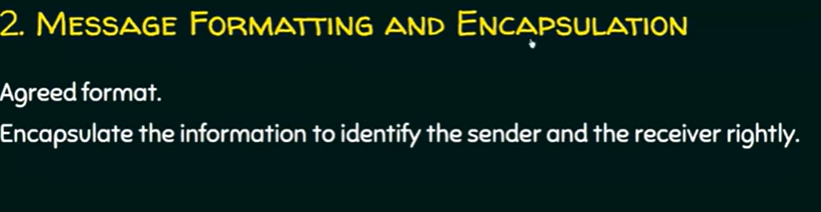 2. Message Formatting and Encapsulation
Agreed format.
Encapsulate the information to identify the sender and the receiver rightly.